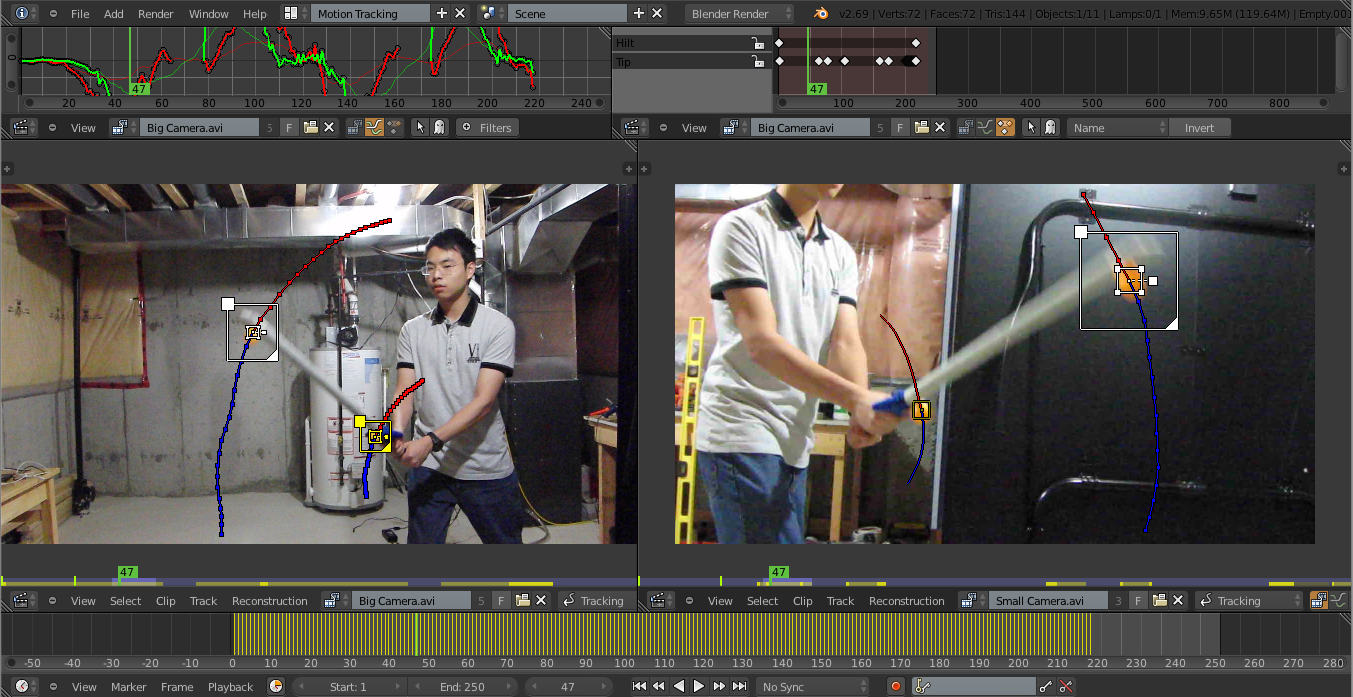 File Add Render Window Help Motion Tracking Scene Blender Render v2.69 | Verts:72 | Faces:72 | Tris:144 | Objects:1/11 | Lamps:0/1 | Mem:9.65M (119.64M) | Empty.00
47
20 40 60 80 100 120 140 160 180 200 220 240
View Big Camera.avi 5 F Filters
Hilt
Tip
47
100 200 300 400 500 600 700 800
View Big Camera.avi 5 F Name Invert
47
View Select Clip Track Reconstruction Big Camera.avi 5 F Tracking
47
View Select Clip Track Reconstruction Small Camera.avi 3 F Tracking
-50 -40 -30 -20 -10 0 10 20 30 40 50 60 70 80 90 100 110 120 130 140 150 160 170 180 190 200 210 220 230 240 250 260 270 280
View Marker Frame Playback Start: 1 End: 250 47 No Sync